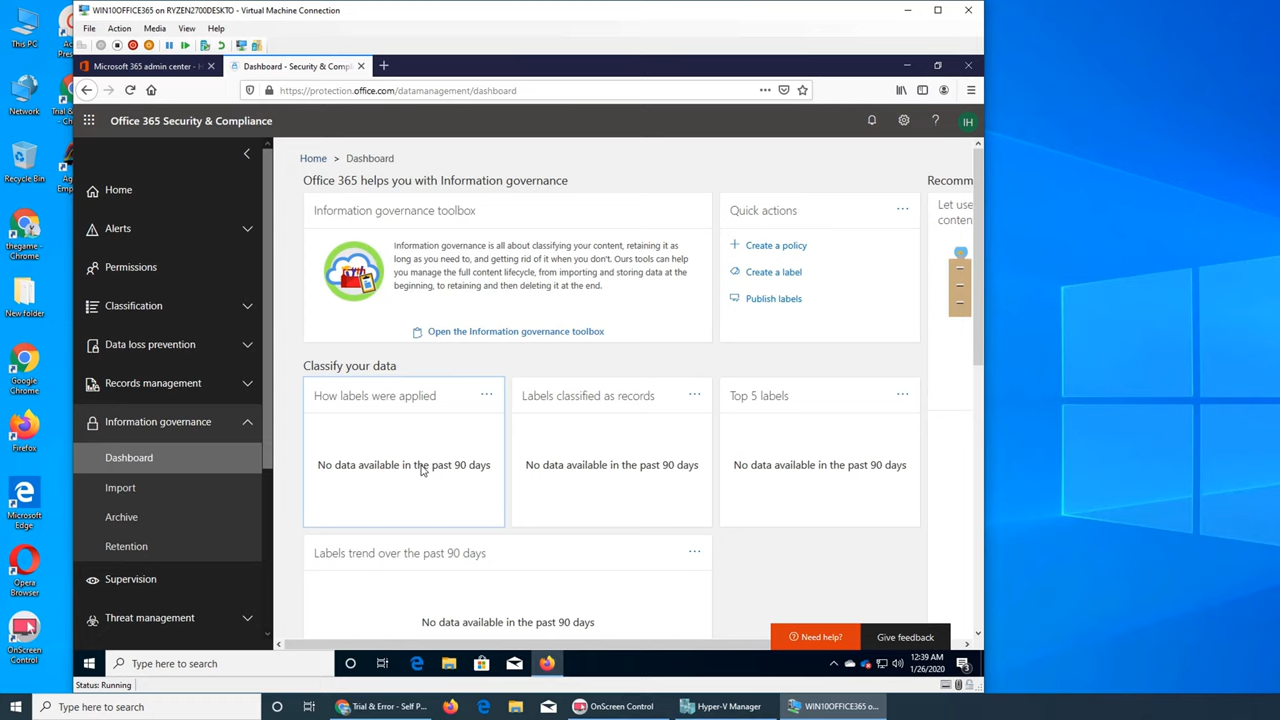 This PC
Network
Recycle Bin
thegame -
Chrome
New folder
Google
Chrome
Firefox
Microsoft
Edge
Opera
Browser
OnScreen
Control
WIN10OFFICE365 on RYZEN2700DESKTO - Virtual Machine Connection
File Action Media View Help
Microsoft 365 admin center - H
Dashboard - Security & Compl
https://protection.office.com/datamanagement/dashboard
Office 365 Security & Compliance
IH
Home
Alerts
Permissions
Classification
Data loss prevention
Records management
Information governance
Dashboard
Import
Archive
Retention
Supervision
Threat management
Home > Dashboard
Office 365 helps you with Information governance
Information governance toolbox
Information governance is all about classifying your content, retaining it as
long as you need to, and getting rid of it when you don't. Ours tools can help
you manage the full content lifecycle, from importing and storing data at the
beginning, to retaining and then deleting it at the end.
Open the Information governance toolbox
Quick actions
Create a policy
Create a label
Publish labels
Recomm
Let use
conten
Classify your data
How labels were applied
No data available in the past 90 days
Labels classified as records
No data available in the past 90 days
Top 5 labels
No data available in the past 90 days
Labels trend over the past 90 days
No data available in the past 90 days
Need help?
Give feedback
Type here to search
12:39 AM
1/26/2020
3
Status: Running
Type here to search
Trial & Error - Self P...
OnScreen Control
Hyper-V Manager
WIN10OFFICE365 o...